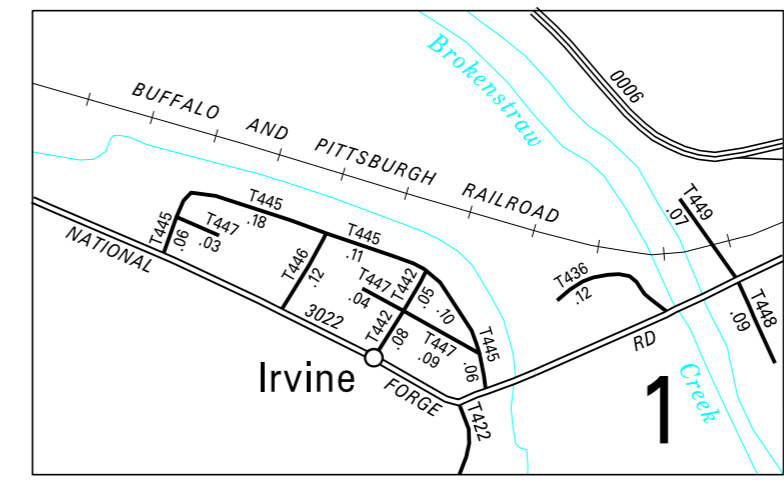 Brokenstraw
0006
BUFFALO AND PITTSBURGH RAILROAD
T445
.18
T449
.07
T445
.06
T447
.03
T445
.11
T446
.12
T447
.04
T442
.05
.10
T436
.12
NATIONAL
3022
T442
.08
T447
.09
T445
.06
T448
.09
RD
Irvine
FORGE
1
Creek
T422